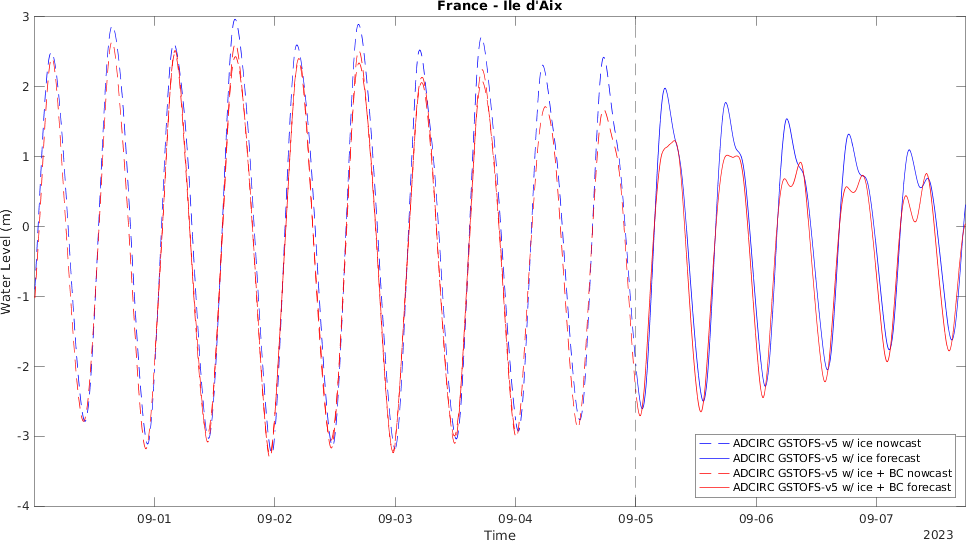 France - Ile d'Aix
3
2
1
0
-1
-2
-3
-4
Water Level (m)
09-01
09-02
09-03
09-04
09-05
09-06
09-07
Time
2023
ADCIRC GSTOFS-v5 w/ ice nowcast
ADCIRC GSTOFS-v5 w/ ice forecast
ADCIRC GSTOFS-v5 w/ ice + BC nowcast
ADCIRC GSTOFS-v5 w/ ice + BC forecast